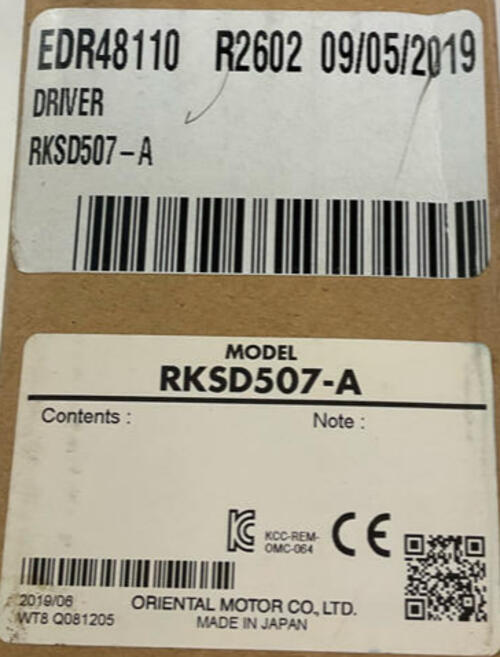 EDR48110 R2602 09/05/2019
DRIVER
RKSD507-A
MODEL
RKSD507-A
Contents : Note :
KCC-REM-
OMC-064
CE
2019/06 ORIENTAL MOTOR CO., LTD.
WT8 Q081205 MADE IN JAPAN